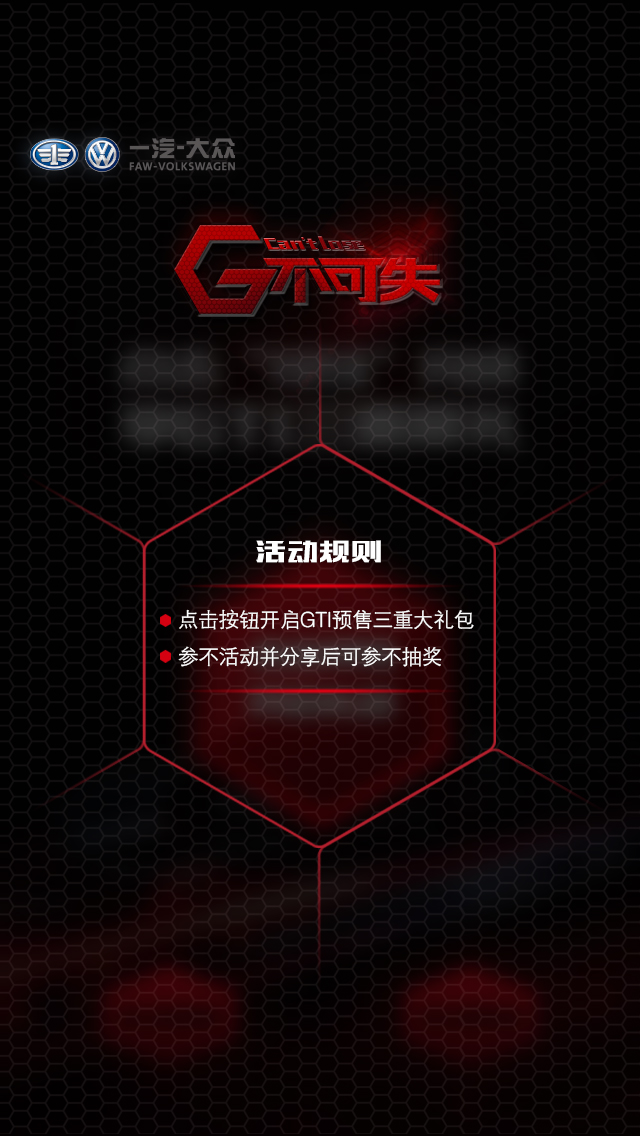 一汽-大众
FAW-VOLKSWAGEN
Can't lose
G不可失
活动规则
点击按钮开启GTI预售三重大礼包
参不活动并分享后可参不抽奖